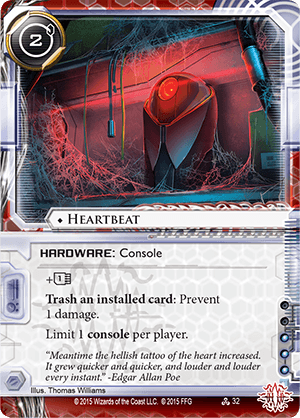 2
◆ Heartbeat
HARDWARE: Console
+1
Trash an installed card: Prevent
1 damage.
Limit 1 console per player.
“Meantime the hellish tattoo of the heart increased.
It grew quicker and quicker, and louder and louder
every instant.” -Edgar Allan Poe
Illus. Thomas Williams
© 2015 Wizards of the Coast LLC. © 2015 FFG
32